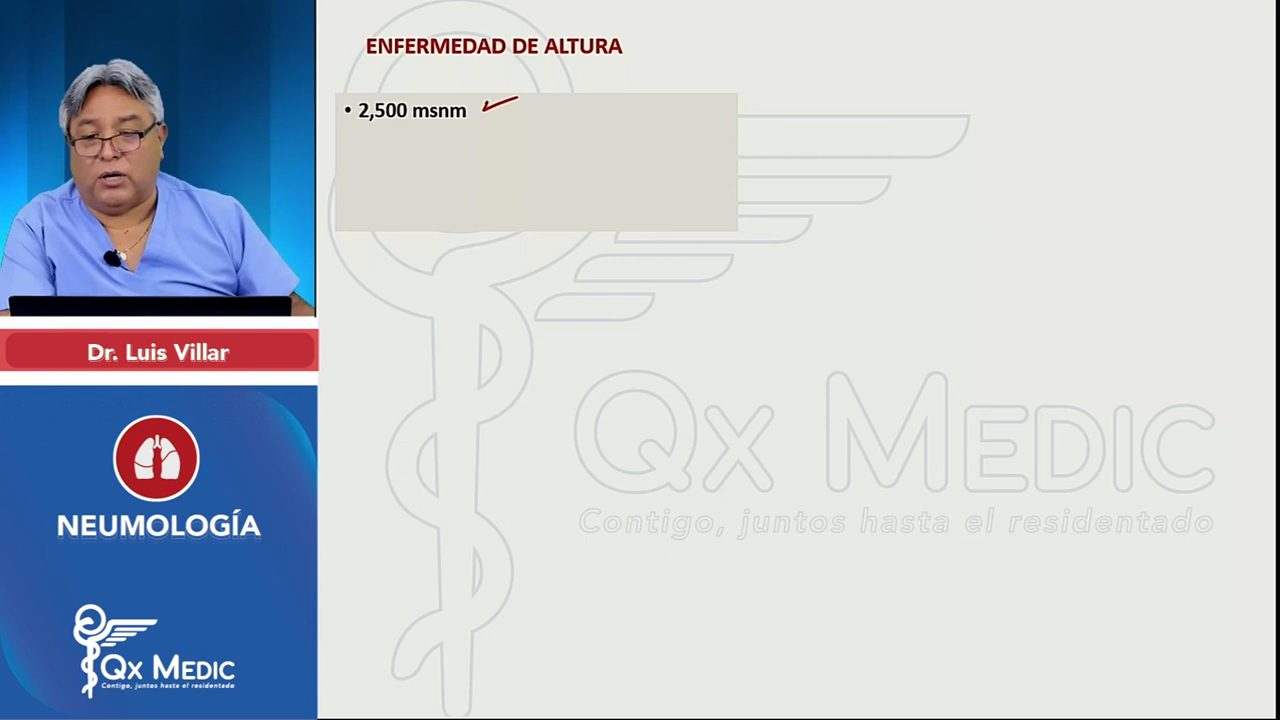 ENFERMEDAD DE ALTURA
• 2,500 msnm
Dr. Luis Villar
NEUMOLOGÍA
Qx MEDIC
Contigo, juntos hasta el residentado
Qx MEDIC
Contigo, juntos hasta el residentado